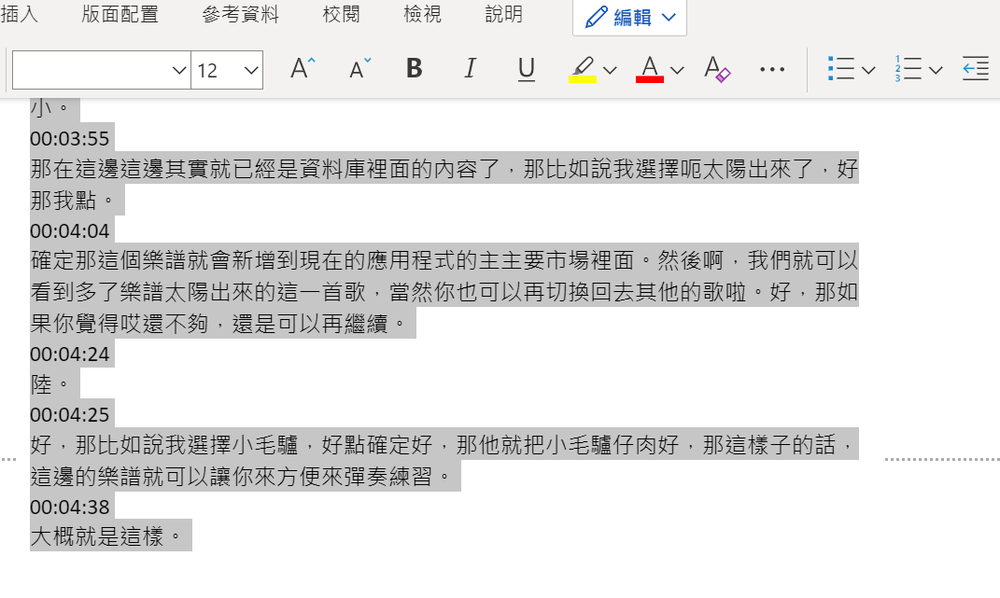 插入 版面配置 參考資料 校閱 檢視 說明 編輯
12 A A B I U A A
小。
00:03:55
那在這邊這邊其實就已經是資料庫裡面的內容了，那比如說我選擇呃太陽出來了，好
那我點。
00:04:04
確定那這個樂譜就會新增到現在的應用程式的主主要市場裡面。然後啊，我們就可以
看到多了樂譜太陽出來的這一首歌，當然你也可以再切換回去其他的歌啦。好，那如
果你覺得哎還不夠，還是可以再繼續。
00:04:24
陸。
00:04:25
好，那比如說我選擇小毛驢，好點確定好，那他就把小毛驢仔肉好，那這樣子的話，
這邊的樂譜就可以讓你來方便來彈奏練習。
00:04:38
大概就是這樣。